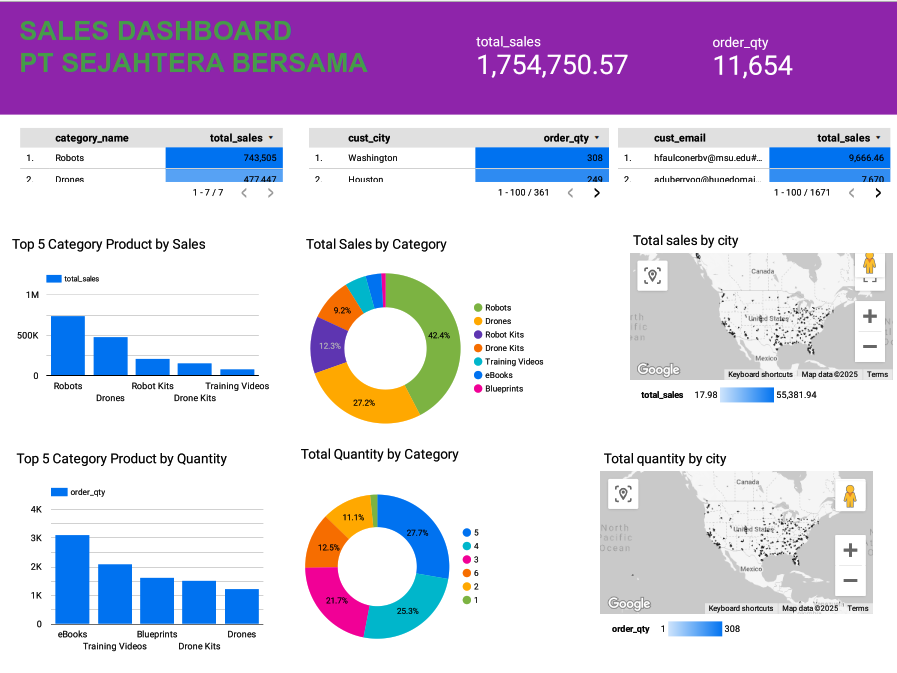 SALES DASHBOARD
PT SEJAHTERA BERSAMA
total_sales
1,754,750.57
order_qty
11,654
category_name total_sales
1. Robots 743,505
2. Drones 477,447
1 - 7 / 7
cust_city order_qty
1. Washington 308
2. Houston 249
1 - 100 / 361
cust_email total_sales
1. hfaulconerbv@msu.edu#... 9,666.46
2. aduberryog@hugedomai... 7,670
1 - 100 / 1671
Top 5 Category Product by Sales
total_sales
1M
500K
0
Robots
Drones
Robot Kits
Drone Kits
Training Videos
Total Sales by Category
42.4%
27.2%
12.3%
9.2%
Robots
Drones
Robot Kits
Drone Kits
Training Videos
eBooks
Blueprints
Total sales by city
Canada
United States
Mexico
Google
Keyboard shortcuts
Map data ©2025
Terms
total_sales 17.98 55,381.94
Top 5 Category Product by Quantity
order_qty
4K
3K
2K
1K
0
eBooks
Training Videos
Blueprints
Drone Kits
Drones
Total Quantity by Category
27.7%
25.3%
21.7%
12.5%
11.1%
5
4
3
6
2
1
Total quantity by city
Canada
North
Pacific
Ocean
United States
Mexico
Google
Keyboard shortcuts
Map data ©2025
Terms
order_qty 1 308